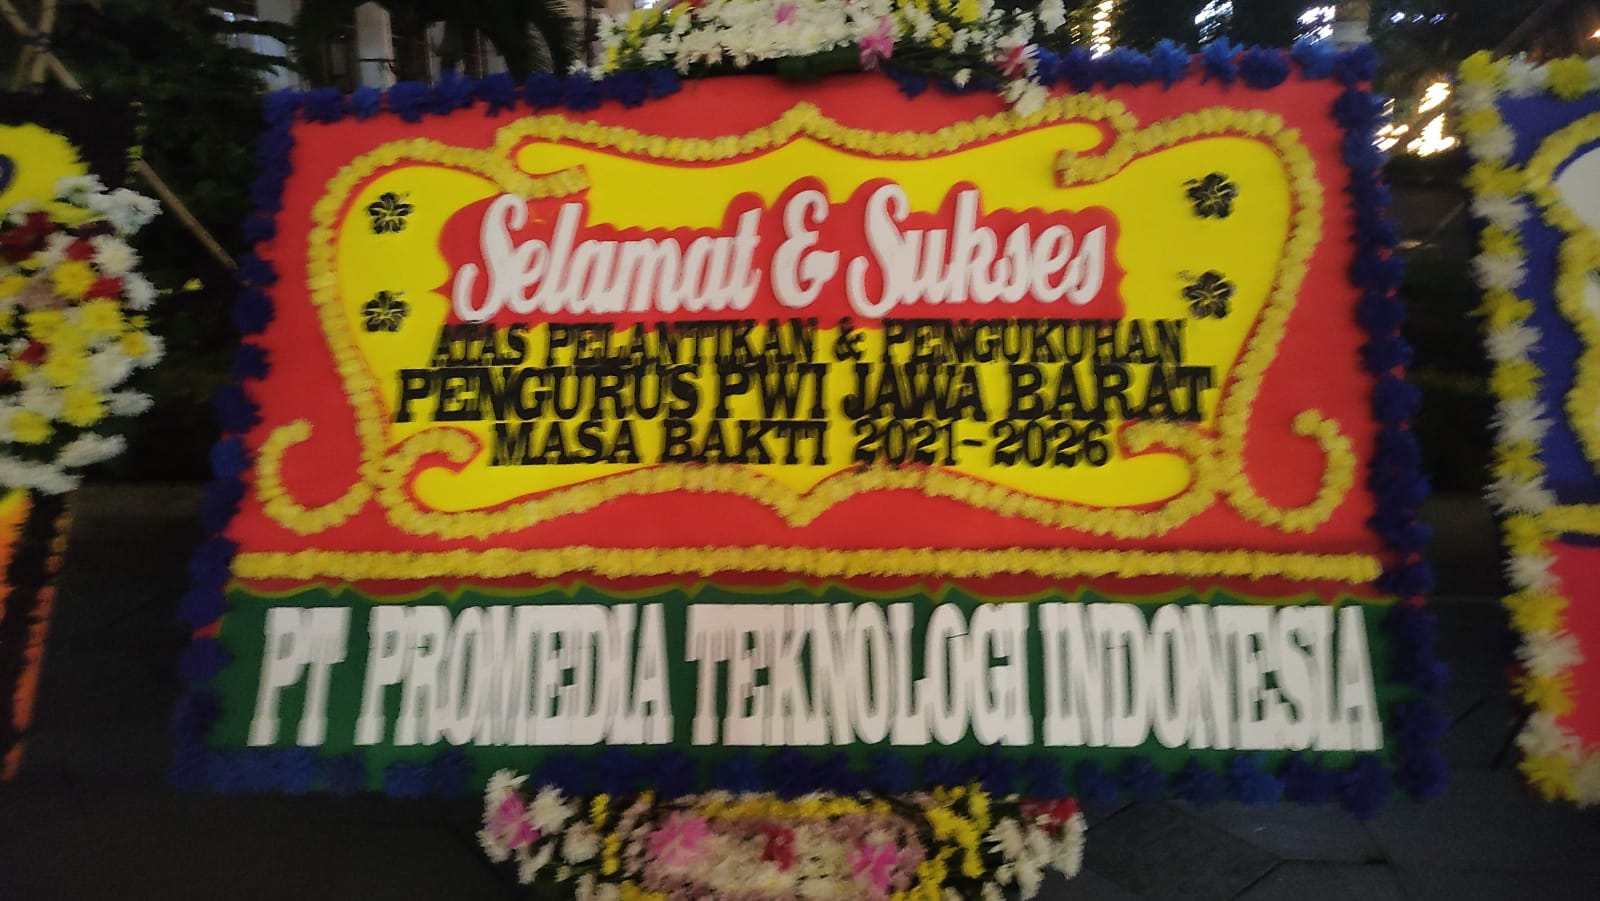 Selamat & Sukses
ATAS PELANTIKAN & PENGUKUHAN
PENGURUS PWI JAWA BARAT
MASA BAKTI 2021-2026
PT PROMEDIA TEKNOLOGI INDONESIA